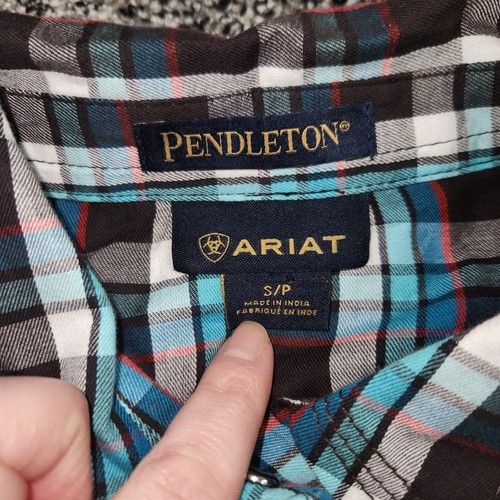 PENDLETON®
ARIAT
S/P
MADE IN INDIA
FABRIQUÉ EN INDE